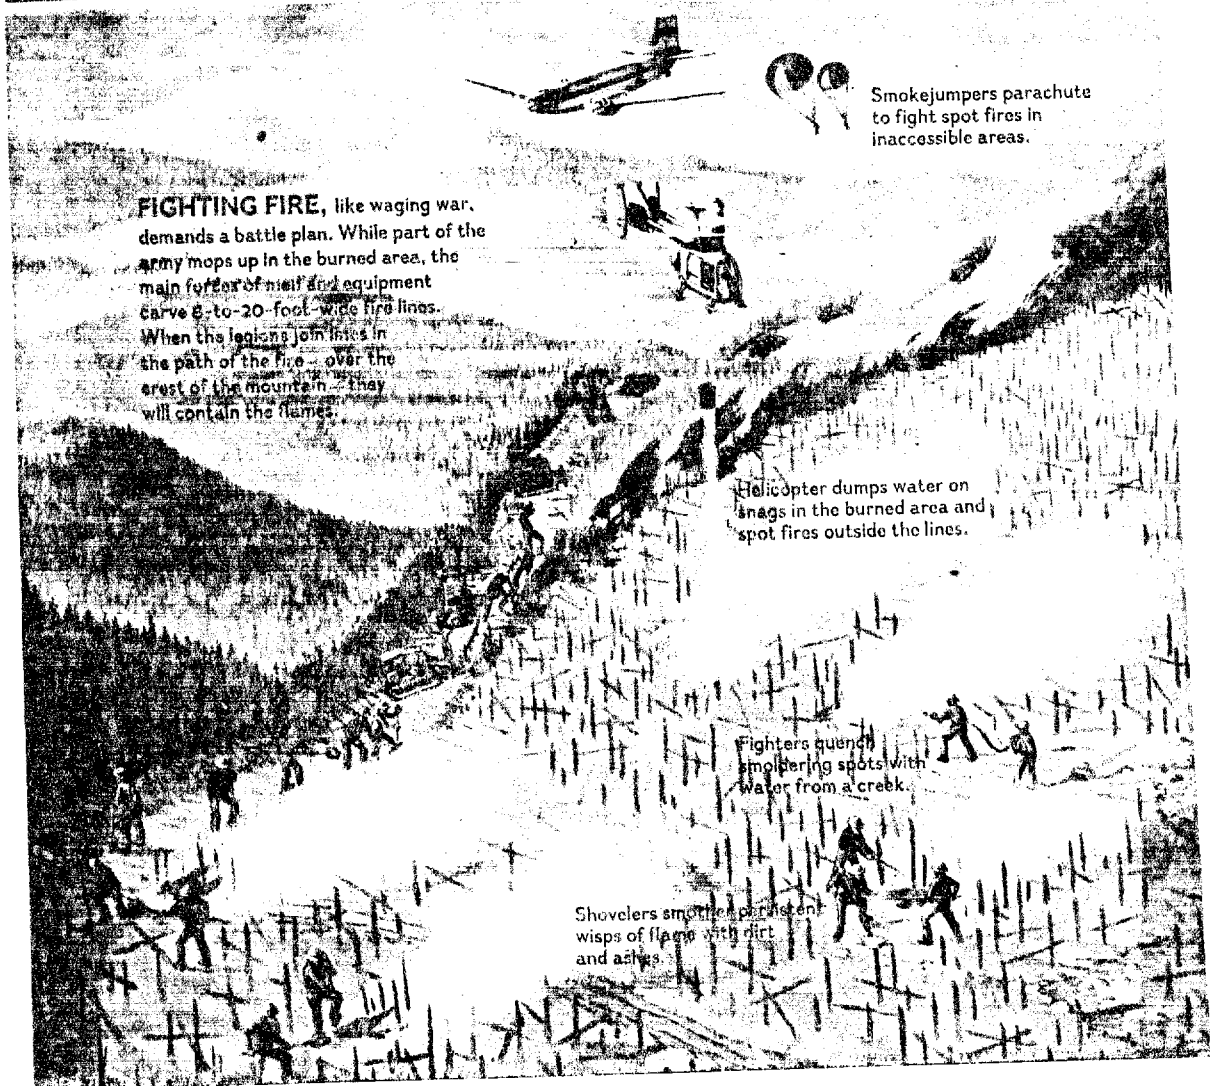 Smokejumpers parachute
to fight spot fires in
inaccessible areas.
FIGHTING FIRE, like waging war,
demands a battle plan. While part of the
army mops up in the burned area, the
main forces of men and equipment
carve 8-to-20-foot-wide fire lines.
When the legions join lines in
the path of the fire—over the
crest of the mountain—they
will contain the flames.
Helicopter dumps water on
snags in the burned area and
spot fires outside the lines.
Fighters quench
smoldering spots with
water from a creek.
Shovelers smother persistent
wisps of flame with dirt
and ashes.